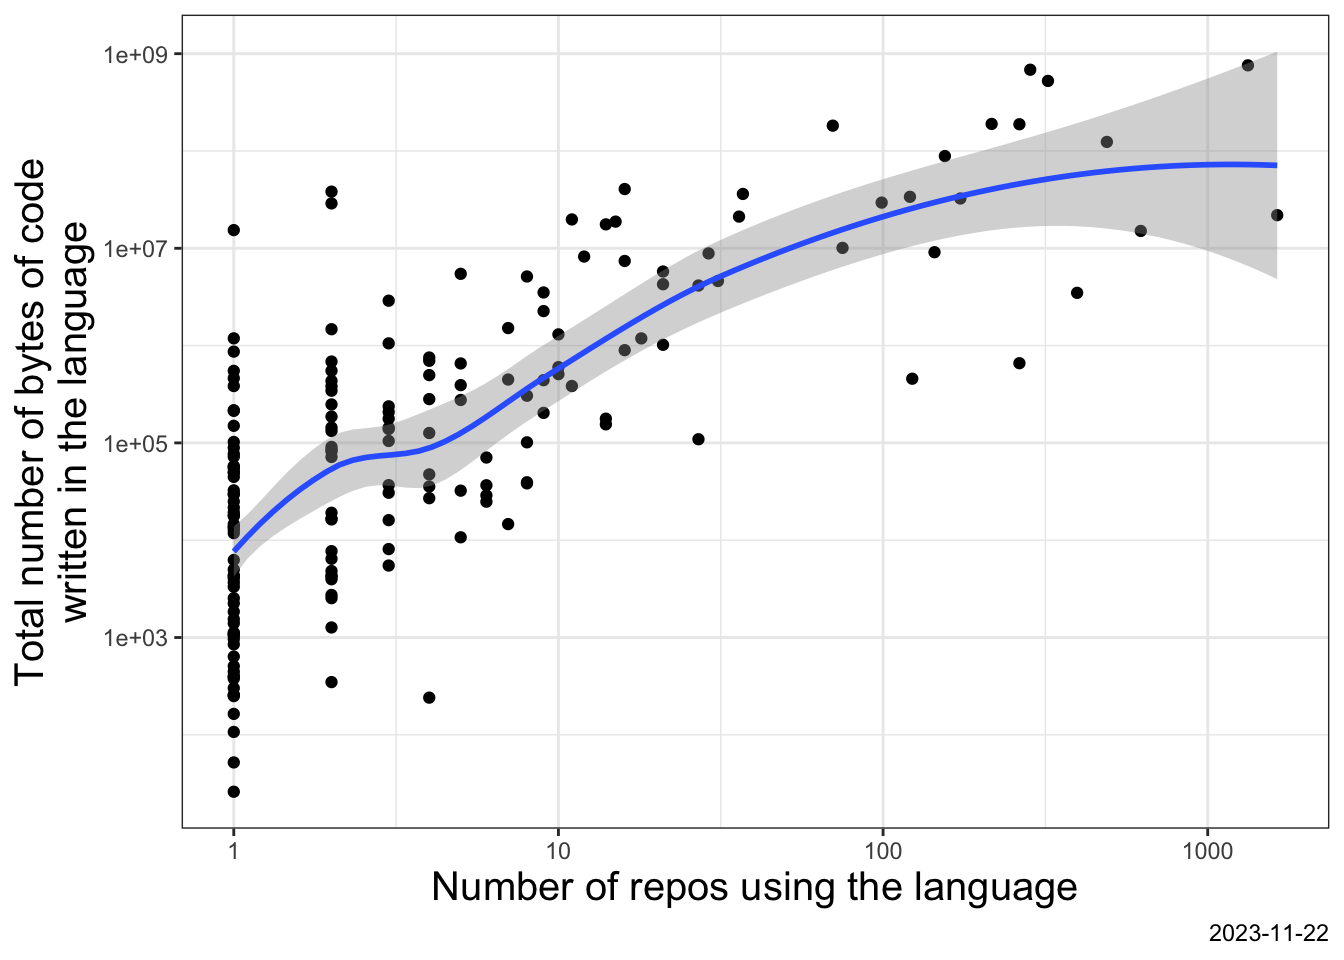 Total number of bytes of code
written in the language
1e+09
1e+07
1e+05
1e+03
1
10
100
1000
Number of repos using the language
2023-11-22